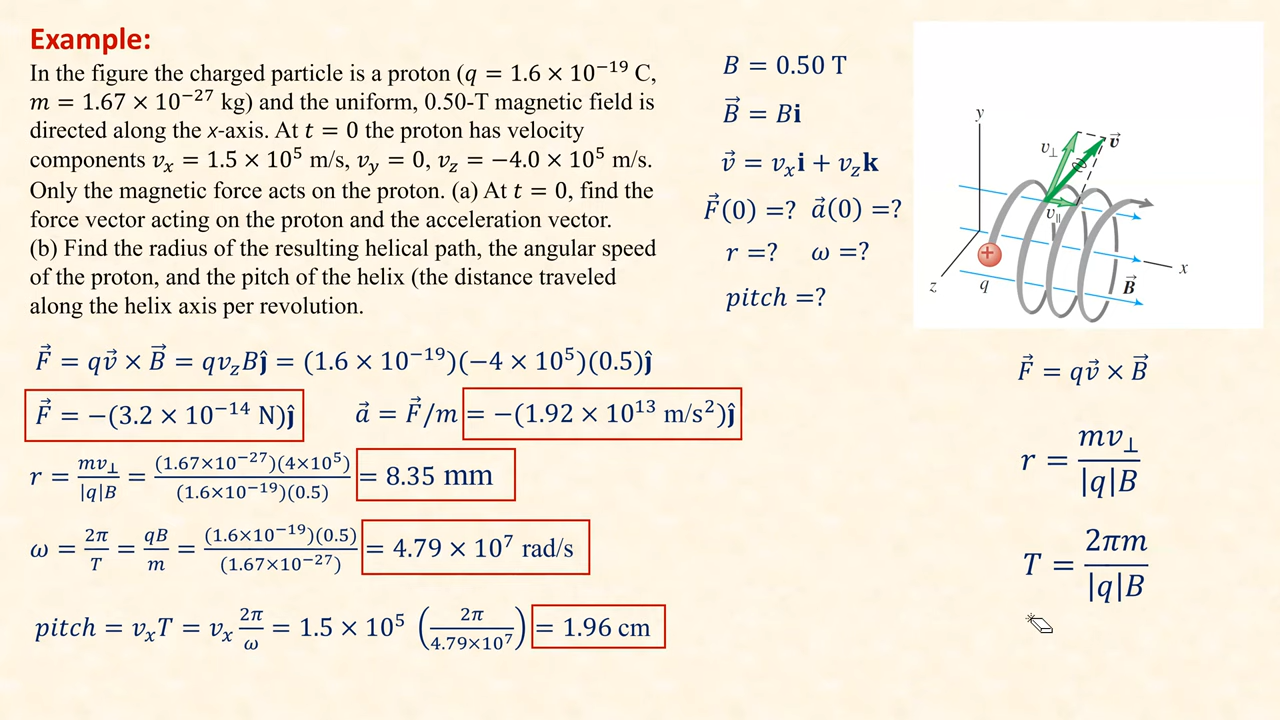 Example:
In the figure the charged particle is a proton (𝑞 = 1.6 × 10⁻¹⁹ C,
𝑚 = 1.67 × 10⁻²⁷ kg) and the uniform, 0.50-T magnetic field is
directed along the x-axis. At 𝑡 = 0 the proton has velocity
components 𝑣ₓ = 1.5 × 10⁵ m/s, 𝑣_y = 0, 𝑣_z = −4.0 × 10⁵ m/s.
Only the magnetic force acts on the proton. (a) At 𝑡 = 0, find the
force vector acting on the proton and the acceleration vector.
(b) Find the radius of the resulting helical path, the angular speed
of the proton, and the pitch of the helix (the distance traveled
along the helix axis per revolution.
B = 0.50 T
B⃗ = B𝐢
v⃗ = vₓ𝐢 + v_z𝐤
F⃗(0) =? a⃗(0) =?
r =? ω =?
pitch =?
y
v⊥
v⃗
v∥
x
z
q
+
B⃗
F⃗ = qv⃗ × B⃗ = qv_zBĵ = (1.6 × 10⁻¹⁹)(−4 × 10⁵)(0.5)ĵ
F⃗ = −(3.2 × 10⁻¹⁴ N)ĵ
a⃗ = F⃗/m = −(1.92 × 10¹³ m/s²)ĵ
r = mv⊥/|q|B = (1.67×10⁻²⁷)(4×10⁵)/(1.6×10⁻¹⁹)(0.5) = 8.35 mm
ω = 2π/T = qB/m = (1.6×10⁻¹⁹)(0.5)/(1.67×10⁻²⁷) = 4.79 × 10⁷ rad/s
pitch = vₓT = vₓ 2π/ω = 1.5 × 10⁵ (2π/4.79×10⁷) = 1.96 cm
F⃗ = qv⃗ × B⃗
r = mv⊥/|q|B
T = 2πm/|q|B